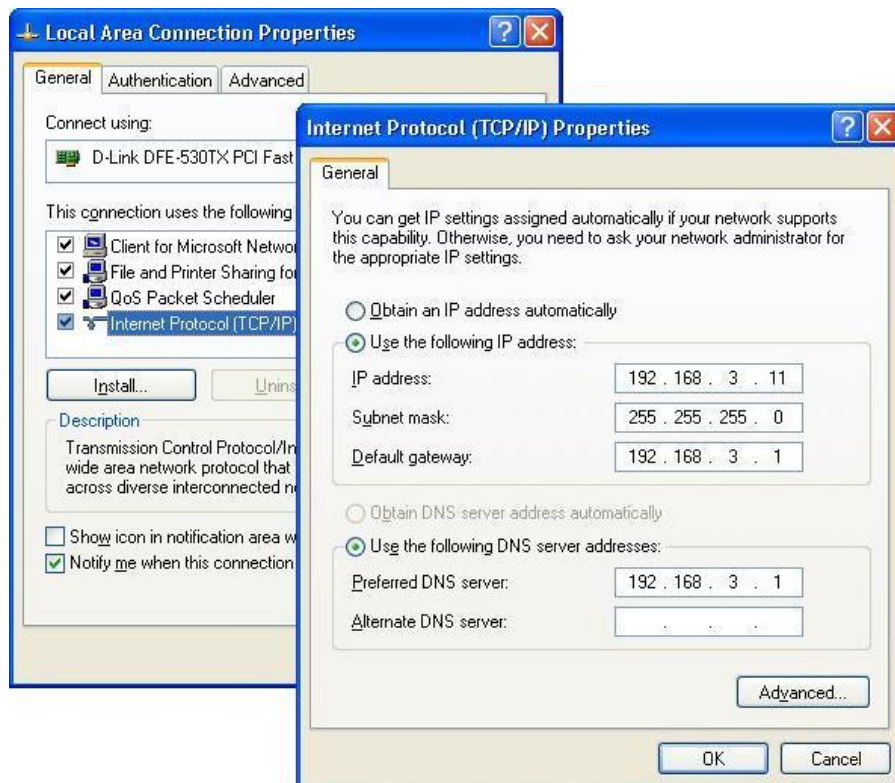 Local Area Connection Properties
General
Authentication
Advanced
Connect using:
D-Link DFE-530TX PCI Fast
This connection uses the following
Client for Microsoft Netwo
File and Printer Sharing fo
QoS Packet Scheduler
Internet Protocol (TCP/IP)
Install...
Unins
Description
Transmission Control Protocol/In
wide area network protocol that
across diverse interconnected n
Show icon in notification area w
Notify me when this connection
Internet Protocol (TCP/IP) Properties
General
You can get IP settings assigned automatically if your network supports
this capability. Otherwise, you need to ask your network administrator for
the appropriate IP settings.
Obtain an IP address automatically
Use the following IP address:
IP address: 192 . 168 . 3 . 11
Subnet mask: 255 . 255 . 255 . 0
Default gateway: 192 . 168 . 3 . 1
Obtain DNS server address automatically
Use the following DNS server addresses:
Preferred DNS server: 192 . 168 . 3 . 1
Alternate DNS server: . . .
Advanced...
OK
Cancel